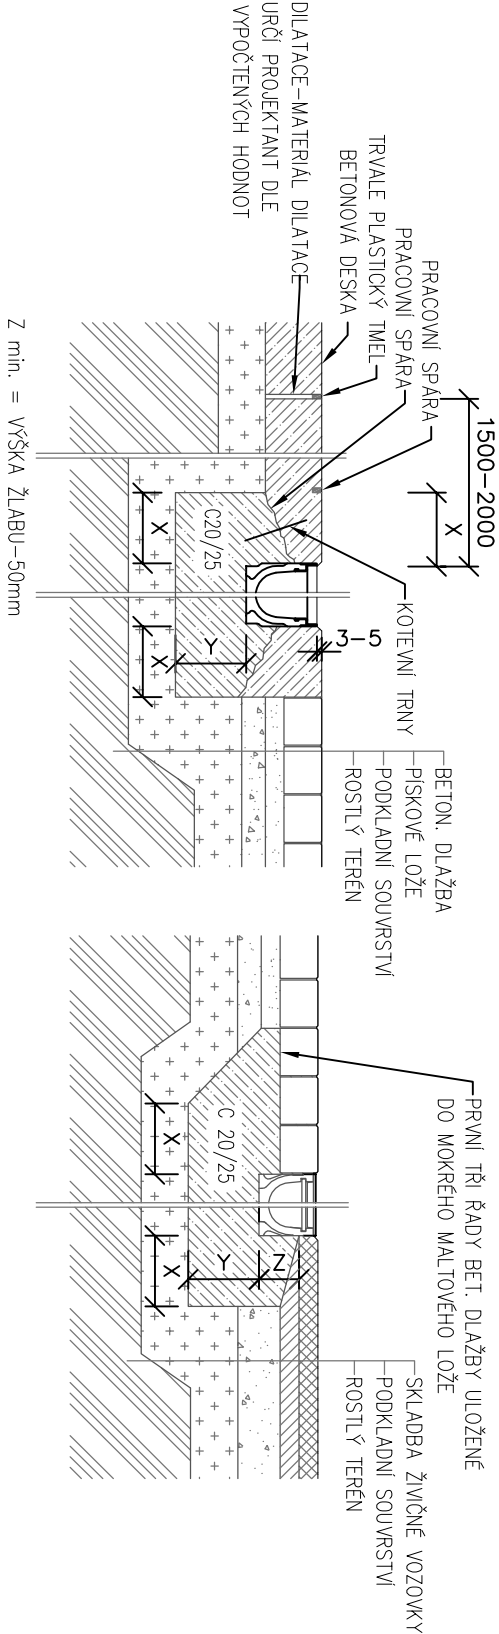 DILATACE-MATERIÁL DILATACE
URČÍ PROJEKTANT DLE
VYPOČTENÝCH HODNOT
TRVALE PLASTICKÝ TMEL
BETONOVÁ DESKA
PRACOVNÍ SPÁRA
PRACOVNÍ SPÁRA
1500-2000
X
KOTEVNÍ TRNY
3-5
C20/25
X
X
Y
BETON. DLAŽBA
PÍSKOVÉ LOŽE
PODKLADNÍ SOUVRSTVÍ
ROSTLÝ TERÉN
Z min. = VÝŠKA ŽLABU-50mm
PRVNÍ TŘI ŘADY BET. DLAŽBY ULOŽENÉ
DO MOKRÉHO MALTOVÉHO LOŽE
C 20/25
X
X
Y
Z
SKLADBA ŽIVIČNÉ VOZOVKY
PODKLADNÍ SOUVRSTVÍ
ROSTLÝ TERÉN